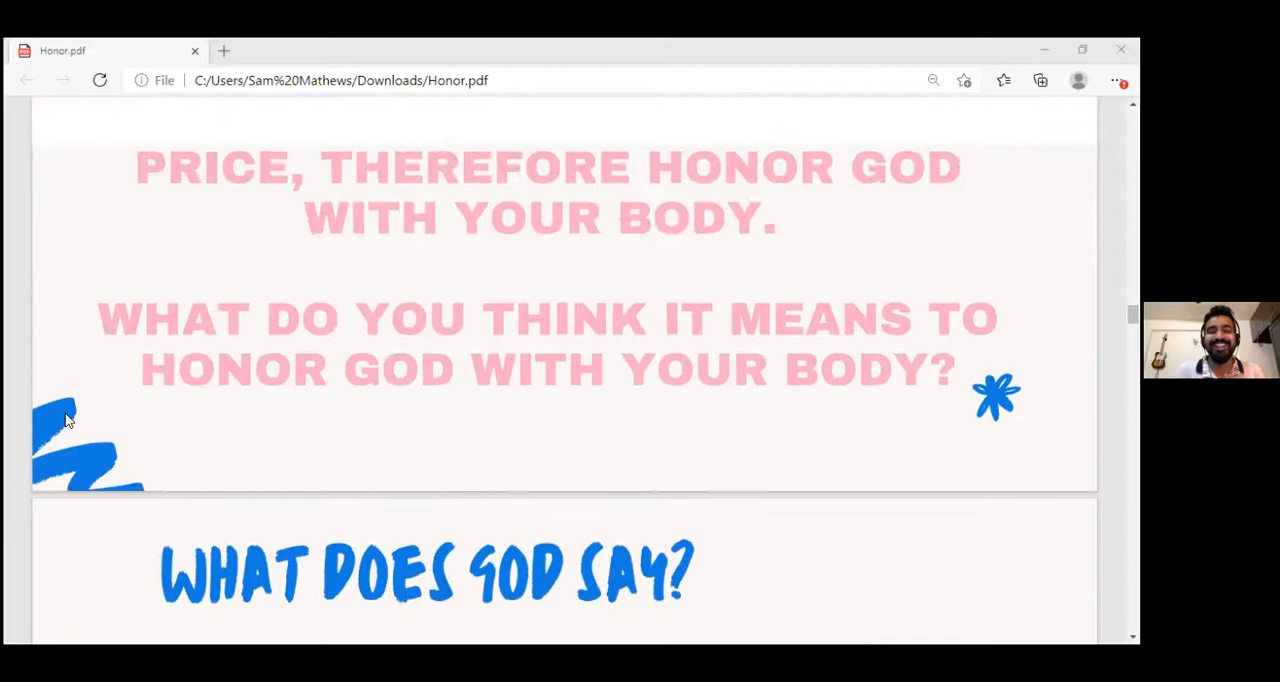 Honor.pdf
File
C:/Users/Sam%20Mathews/Downloads/Honor.pdf
PRICE, THEREFORE HONOR GOD
WITH YOUR BODY.
WHAT DO YOU THINK IT MEANS TO
HONOR GOD WITH YOUR BODY?
WHAT DOES GOD SAY?